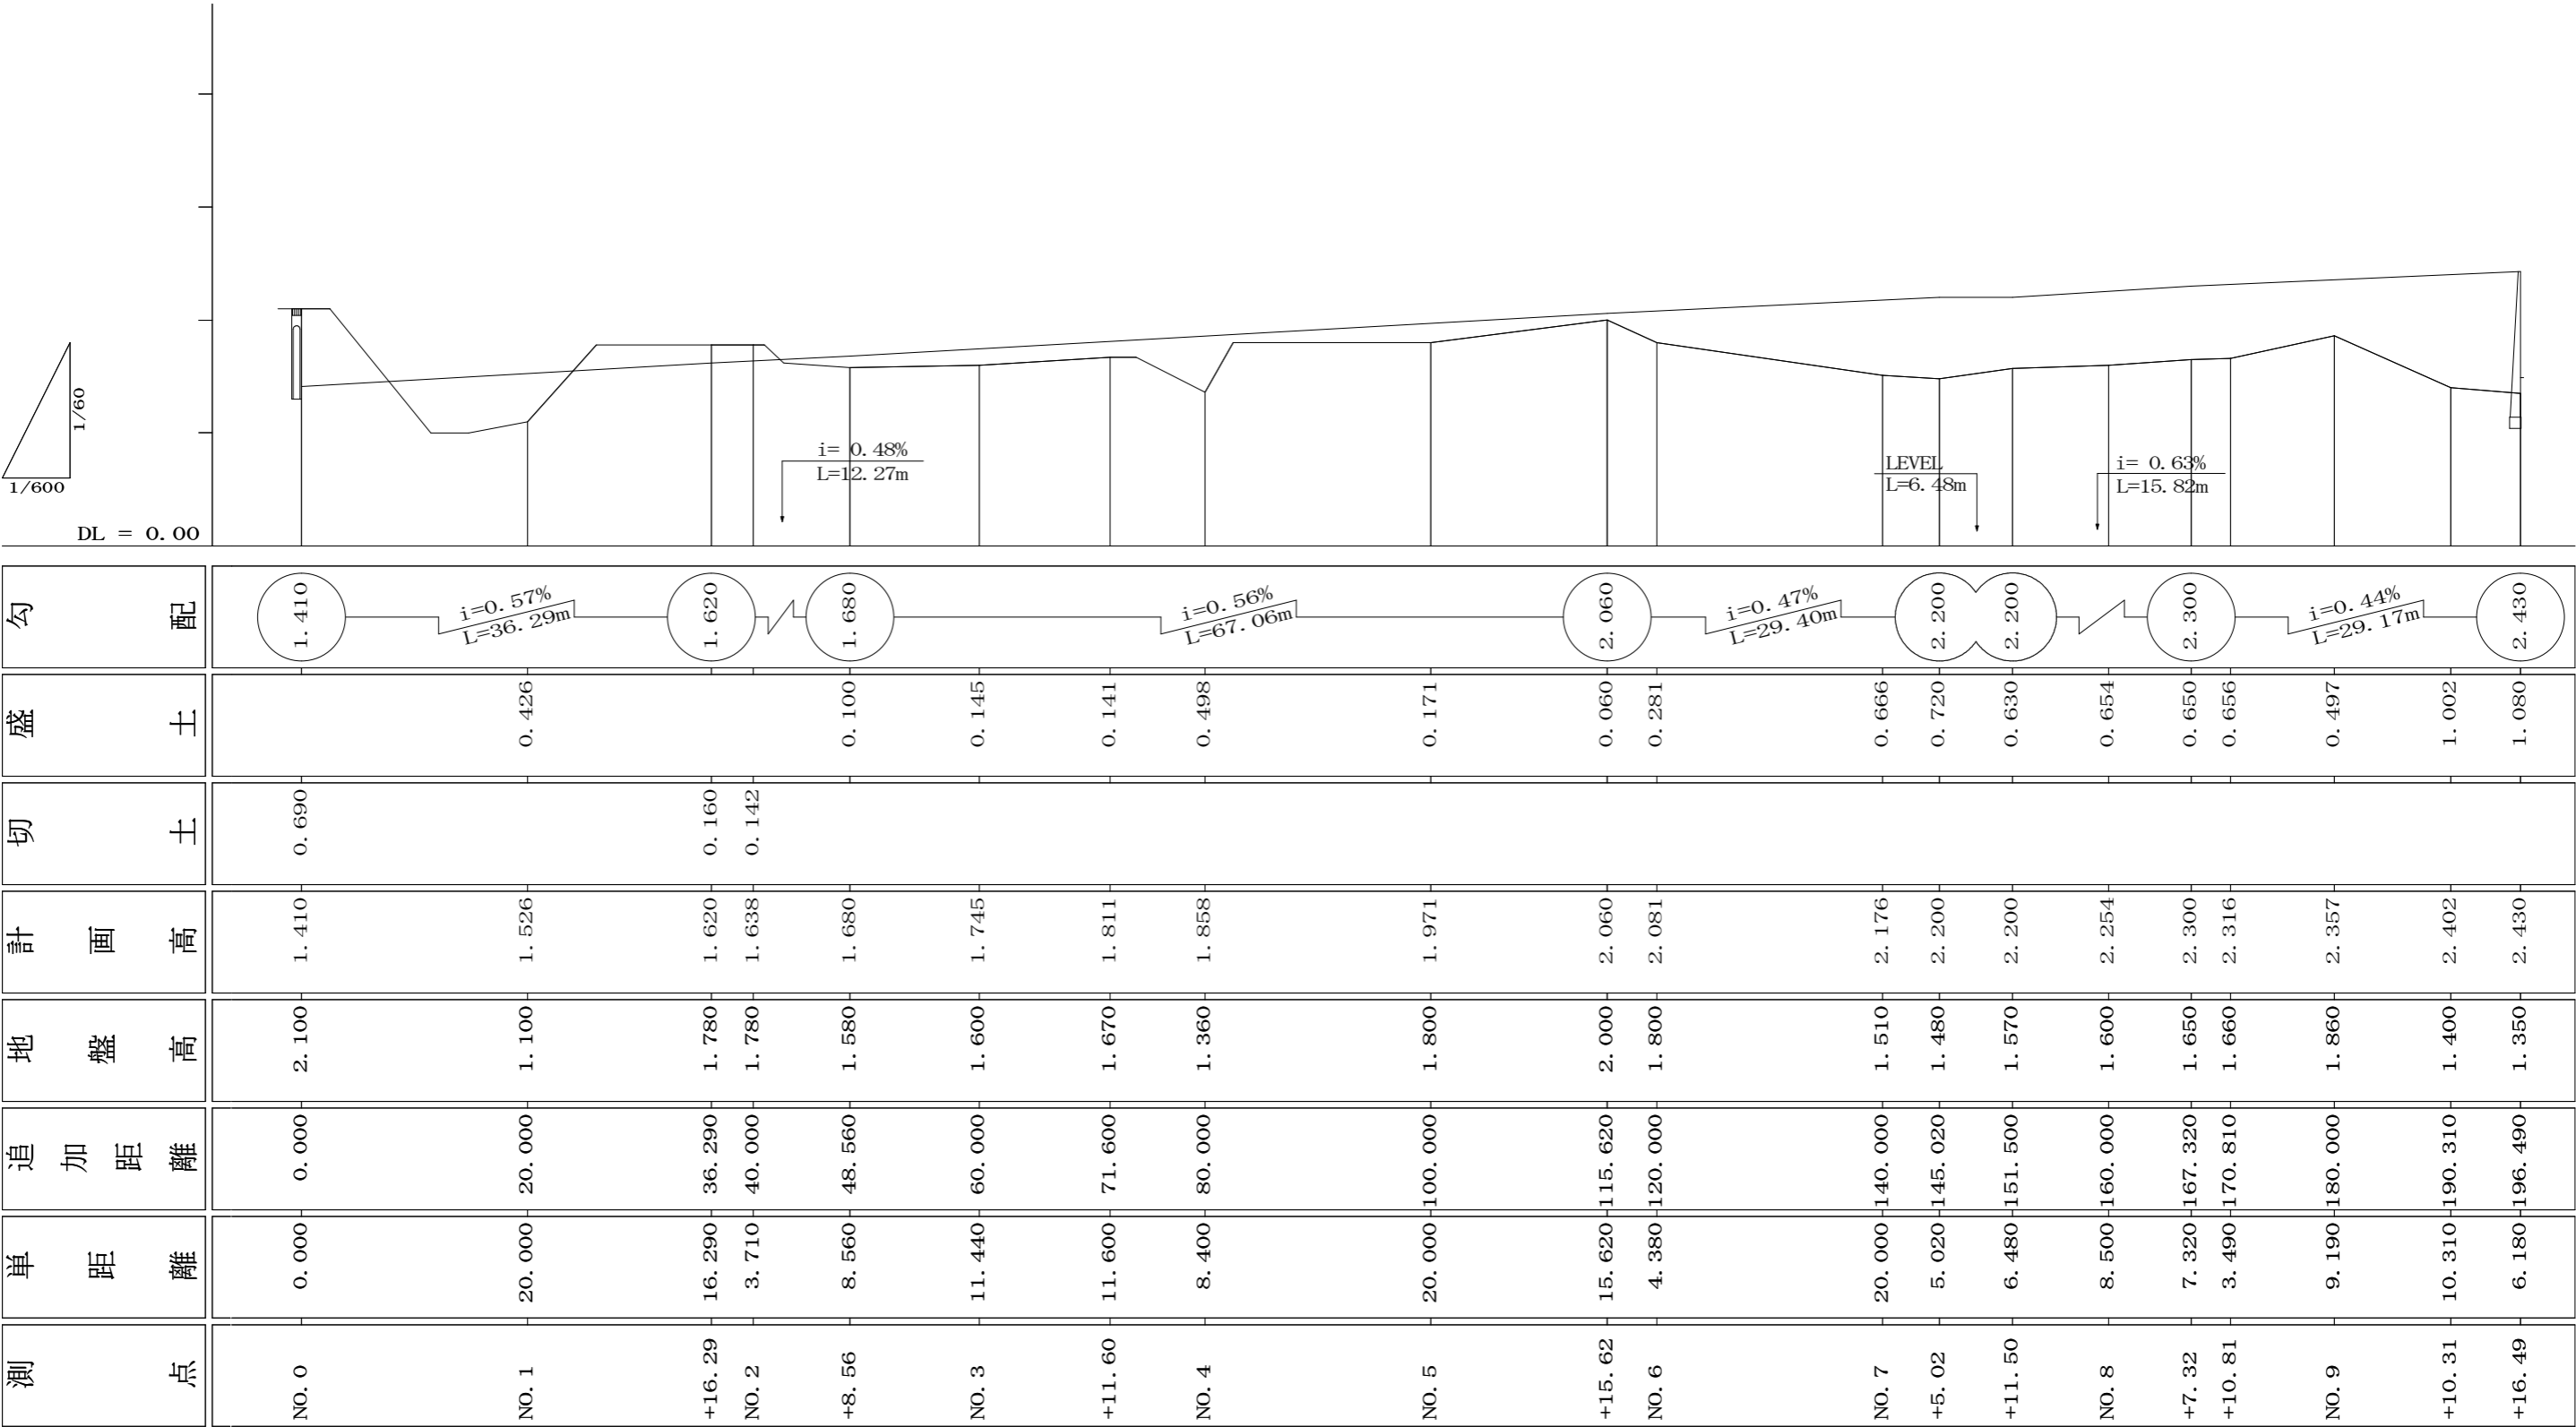 1/60
1/600
DL = 0.00
i= 0.48%
L=12.27m
LEVEL
L=6.48m
i= 0.63%
L=15.82m
勾配
1.410
i=0.57%
L=36.29m
1.620
1.680
i=0.56%
L=67.06m
2.060
i=0.47%
L=29.40m
2.200
2.200
2.300
i=0.44%
L=29.17m
2.430
盛土
0.426 0.100 0.145 0.141 0.498 0.171 0.060 0.281 0.666 0.720 0.630 0.654 0.650 0.656 0.497 1.002 1.080
切土
0.690 0.160 0.142
計画高
1.410 1.526 1.620 1.638 1.680 1.745 1.811 1.858 1.971 2.060 2.081 2.176 2.200 2.200 2.254 2.300 2.316 2.357 2.402 2.430
地盤高
2.100 1.100 1.780 1.780 1.580 1.600 1.670 1.360 1.800 2.000 1.800 1.510 1.480 1.570 1.600 1.650 1.660 1.860 1.400 1.350
追加距離
0.000 20.000 36.290 40.000 48.560 60.000 71.600 80.000 100.000 115.620 120.000 140.000 145.020 151.500 160.000 167.320 170.810 180.000 190.310 196.490
単距離
0.000 20.000 16.290 3.710 8.560 11.440 11.600 8.400 20.000 15.620 4.380 20.000 5.020 6.480 8.500 7.320 3.490 9.190 10.310 6.180
測点
NO.0 NO.1 +16.29 NO.2 +8.56 NO.3 +11.60 NO.4 NO.5 +15.62 NO.6 NO.7 +5.02 +11.50 NO.8 +7.32 +10.81 NO.9 +10.31 +16.49